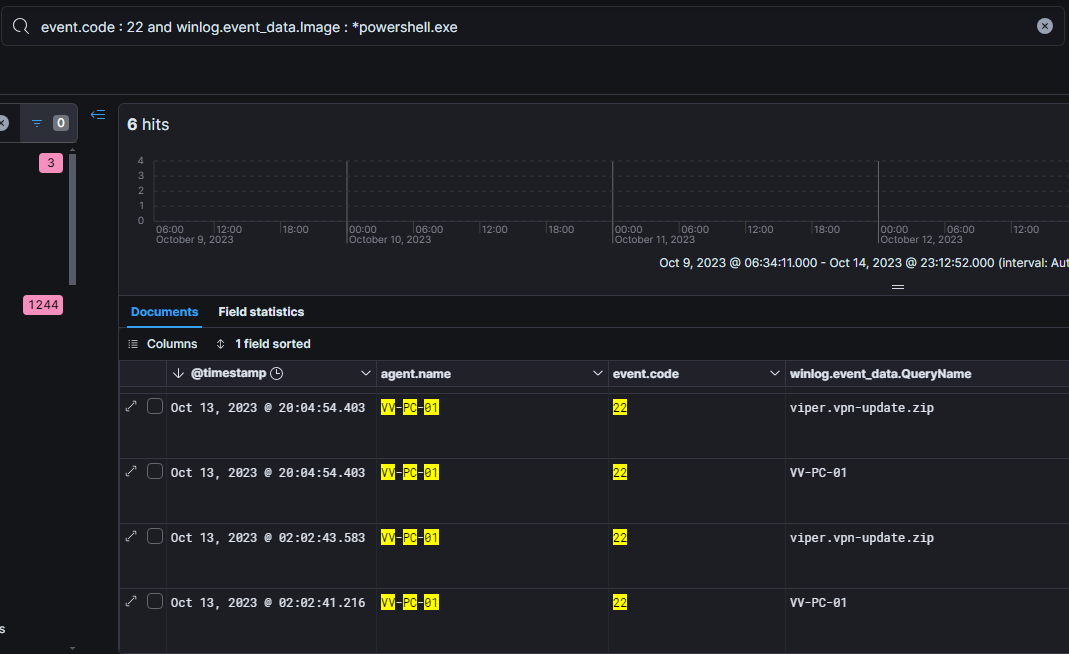 event.code : 22 and winlog.event_data.Image : *powershell.exe
0
6 hits
3
1244
4
3
2
1
0
06:00 12:00 18:00 00:00 06:00 12:00 18:00 00:00 06:00 12:00 18:00 00:00 06:00 12:00
October 9, 2023 October 10, 2023 October 11, 2023 October 12, 2023
Oct 9, 2023 @ 06:34:11.000 - Oct 14, 2023 @ 23:12:52.000 (interval: Aut
Documents Field statistics
Columns 1 field sorted
@timestamp agent.name event.code winlog.event_data.QueryName
Oct 13, 2023 @ 20:04:54.403 VV-PC-01 22 viper.vpn-update.zip
Oct 13, 2023 @ 20:04:54.403 VV-PC-01 22 VV-PC-01
Oct 13, 2023 @ 02:02:43.583 VV-PC-01 22 viper.vpn-update.zip
Oct 13, 2023 @ 02:02:41.216 VV-PC-01 22 VV-PC-01
s